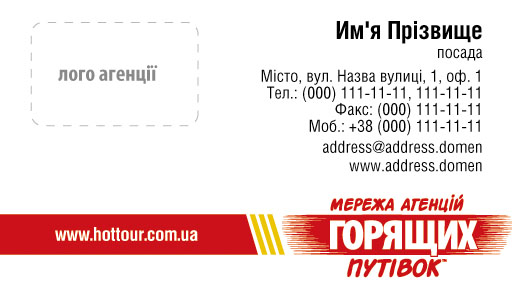 лого агенції
Им'я Прізвище
посада
Місто, вул. Назва вулиці, 1, оф. 1
Тел.: (000) 111-11-11, 111-11-11
Факс: (000) 111-11-11
Моб.: +38 (000) 111-11-11
address@address.domen
www.address.domen
www.hottour.com.ua
МЕРЕЖА АГЕНЦІЙ
ГОРЯЩИХ
ПУТІВОК™